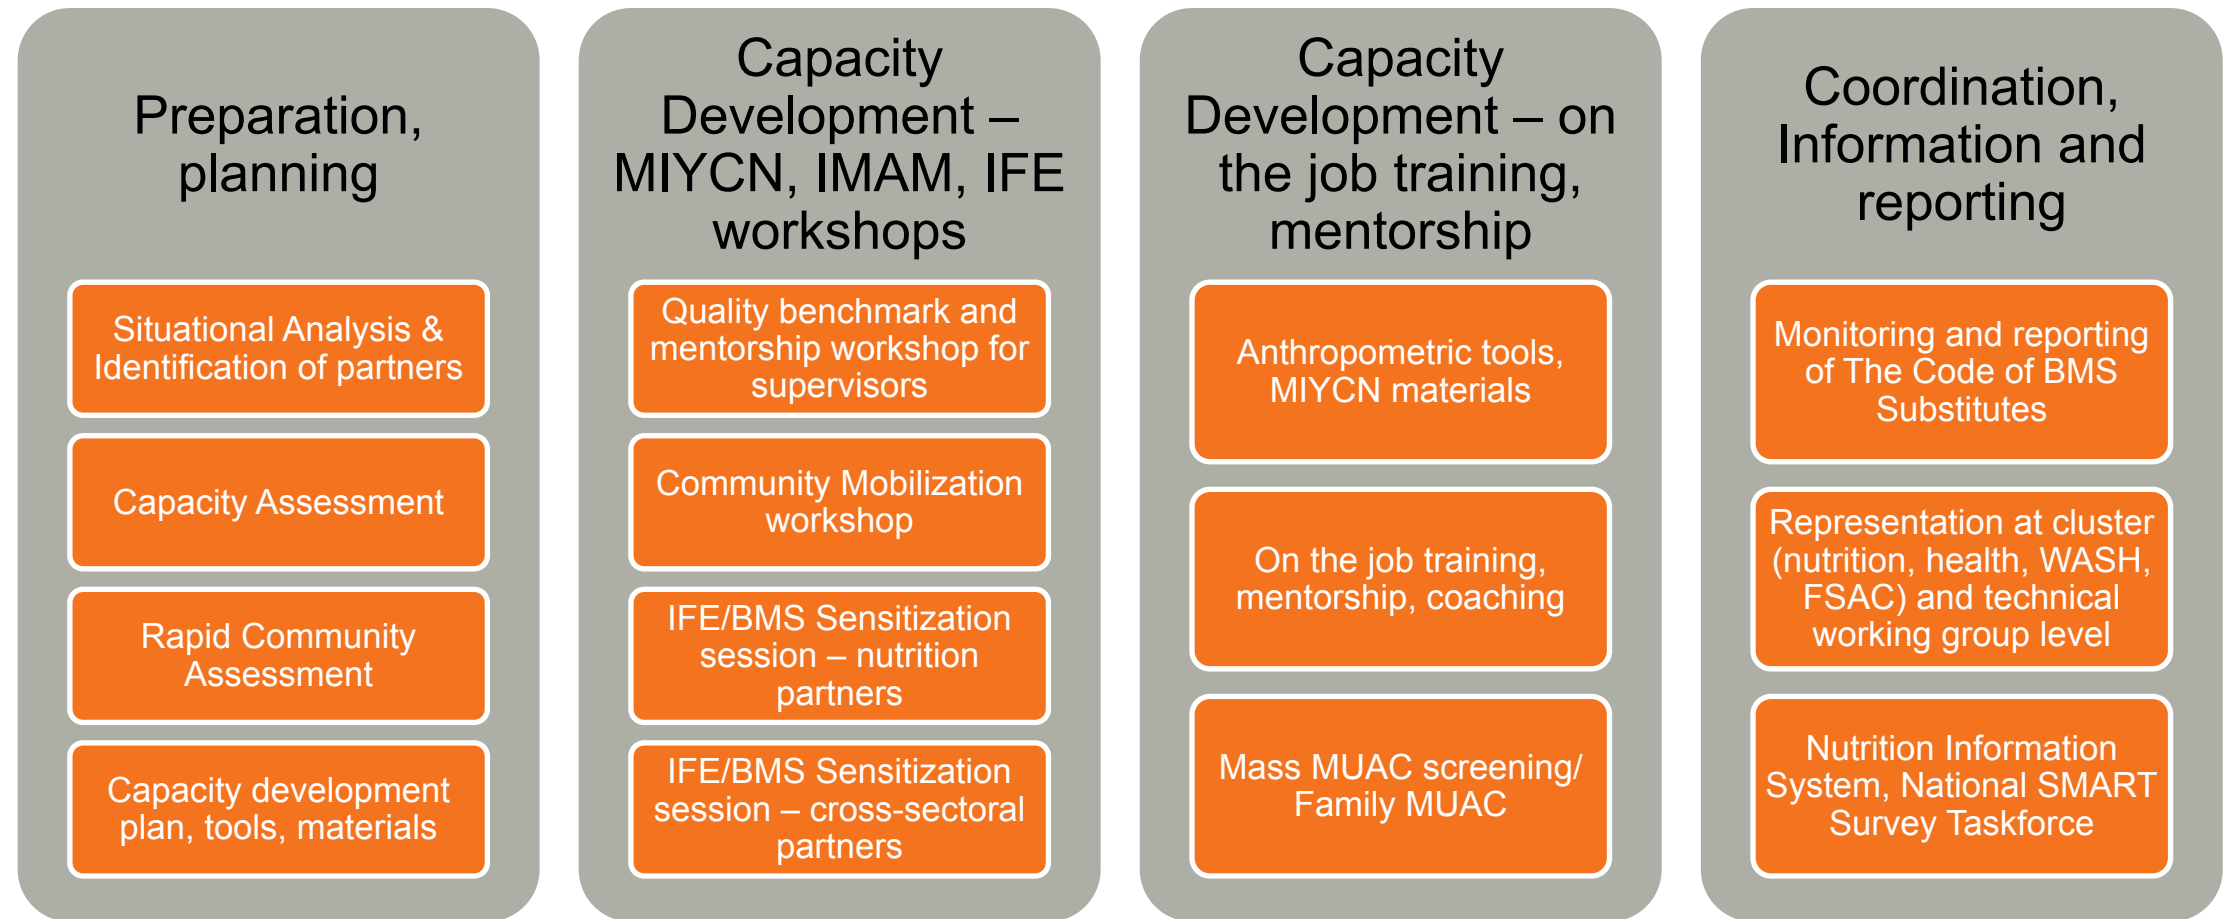 Preparation,
planning
Situational Analysis &
Identification of partners
Capacity Assessment
Rapid Community
Assessment
Capacity development
plan, tools, materials
Capacity
Development –
MIYCN, IMAM, IFE
workshops
Quality benchmark and
mentorship workshop for
supervisors
Community Mobilization
workshop
IFE/BMS Sensitization
session – nutrition
partners
IFE/BMS Sensitization
session – cross-sectoral
partners
Capacity
Development – on
the job training,
mentorship
Anthropometric tools,
MIYCN materials
On the job training,
mentorship, coaching
Mass MUAC screening/
Family MUAC
Coordination,
Information and
reporting
Monitoring and reporting
of The Code of BMS
Substitutes
Representation at cluster
(nutrition, health, WASH,
FSAC) and technical
working group level
Nutrition Information
System, National SMART
Survey Taskforce